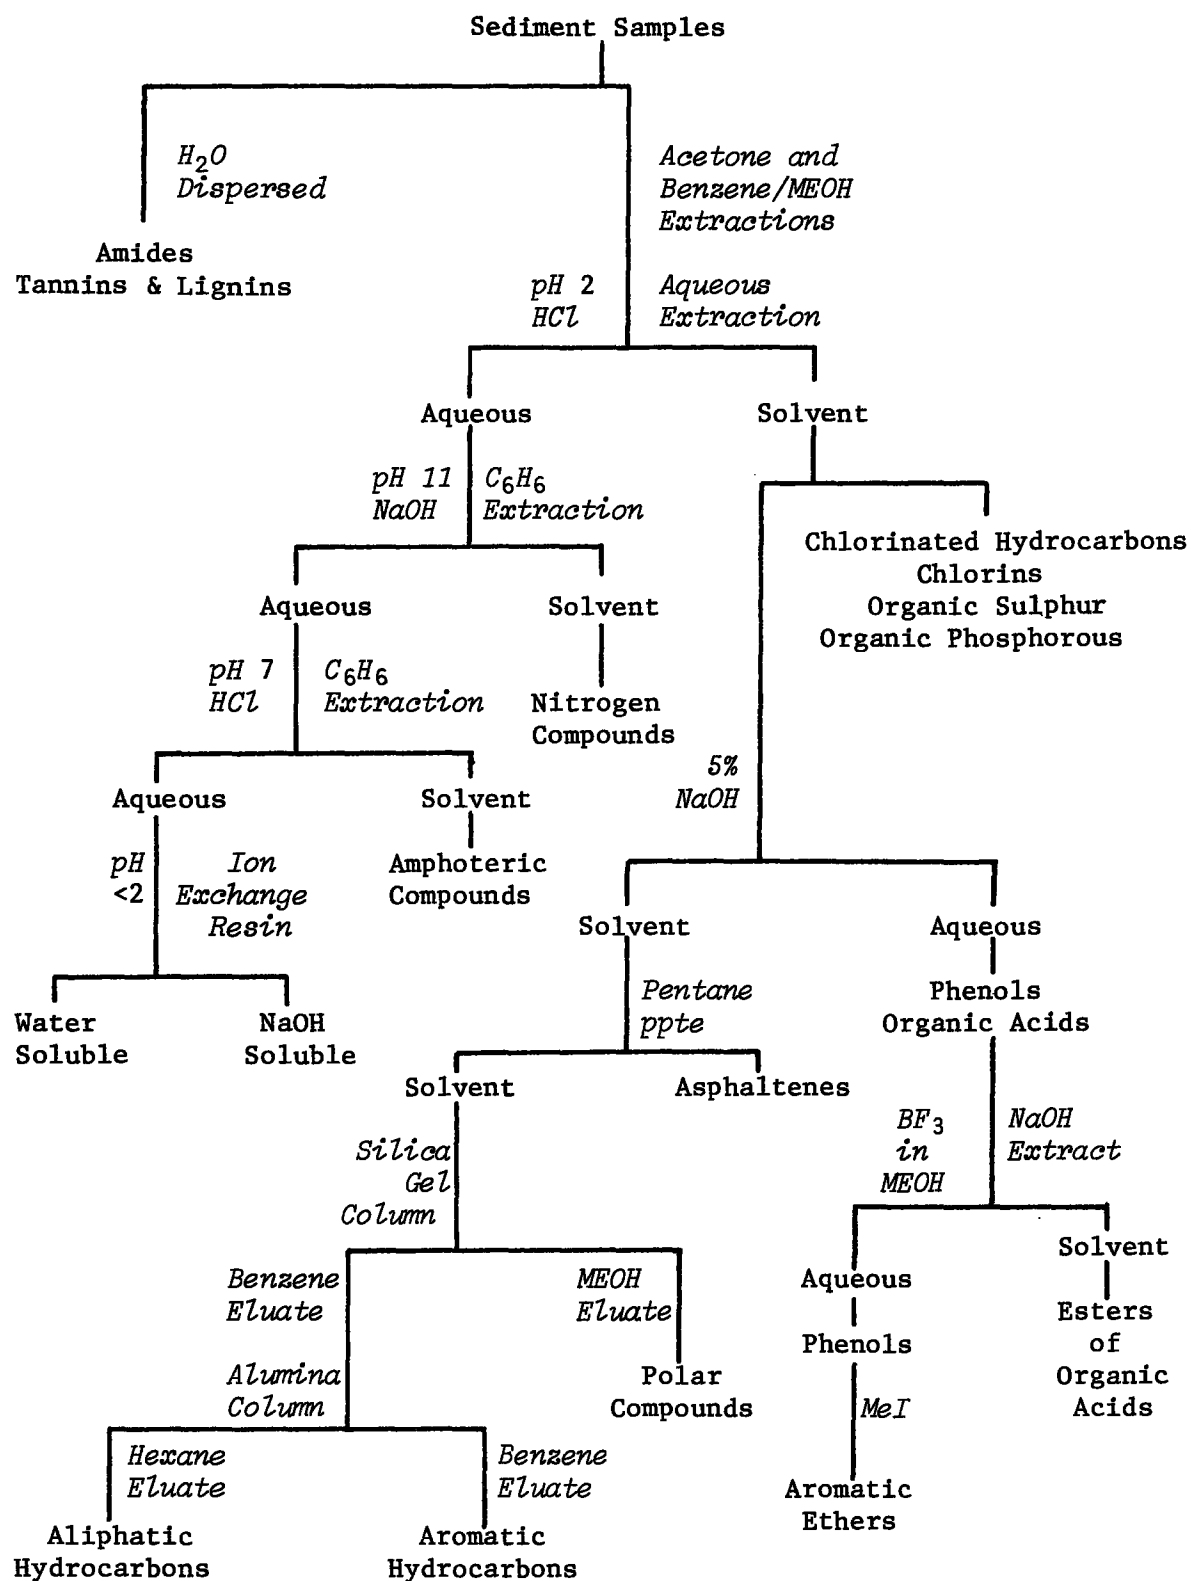 Sediment Samples
H2O
Dispersed
Acetone and
Benzene/MEOH
Extractions
Amides
Tannins & Lignins
pH 2
HCl
Aqueous
Extraction
Aqueous
Solvent
pH 11
NaOH
C6H6
Extraction
Chlorinated Hydrocarbons
Chlorins
Organic Sulphur
Organic Phosphorous
Aqueous
Solvent
pH 7
HCl
C6H6
Extraction
Nitrogen
Compounds
5%
NaOH
Aqueous
Solvent
pH
<2
Ion
Exchange
Resin
Amphoteric
Compounds
Solvent
Aqueous
Water
Soluble
NaOH
Soluble
Pentane
ppte
Phenols
Organic Acids
Solvent
Asphaltenes
BF3
in
MEOH
NaOH
Extract
Silica
Gel
Column
Benzene
Eluate
MEOH
Eluate
Aqueous
Solvent
Phenols
Esters
of
Organic
Acids
Alumina
Column
Polar
Compounds
MeI
Hexane
Eluate
Benzene
Eluate
Aromatic
Ethers
Aliphatic
Hydrocarbons
Aromatic
Hydrocarbons